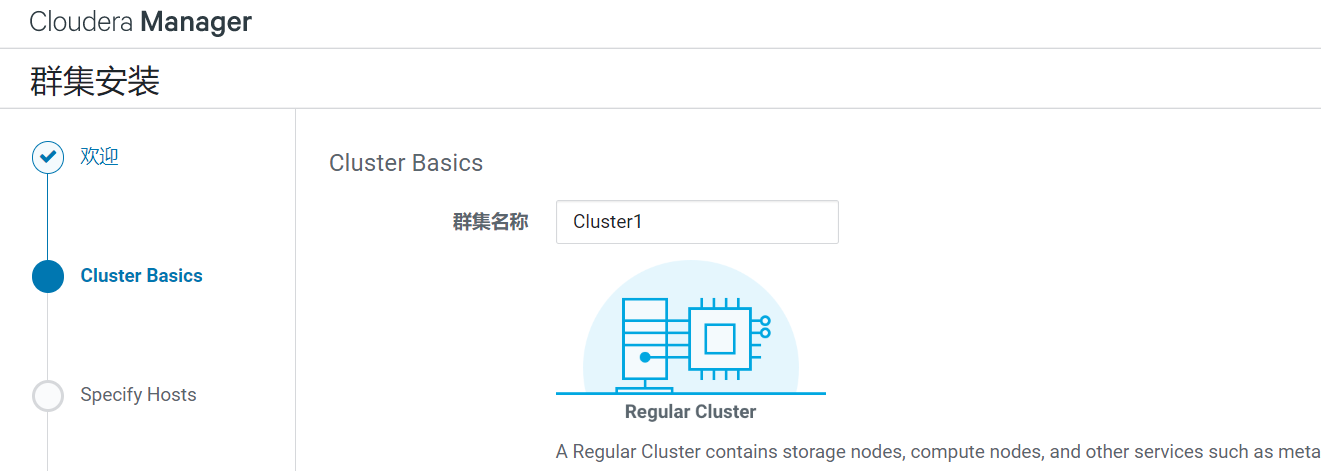 Cloudera Manager
群集安装
欢迎
Cluster Basics
Specify Hosts
Cluster Basics
群集名称 Cluster1
Regular Cluster
A Regular Cluster contains storage nodes, compute nodes, and other services such as meta